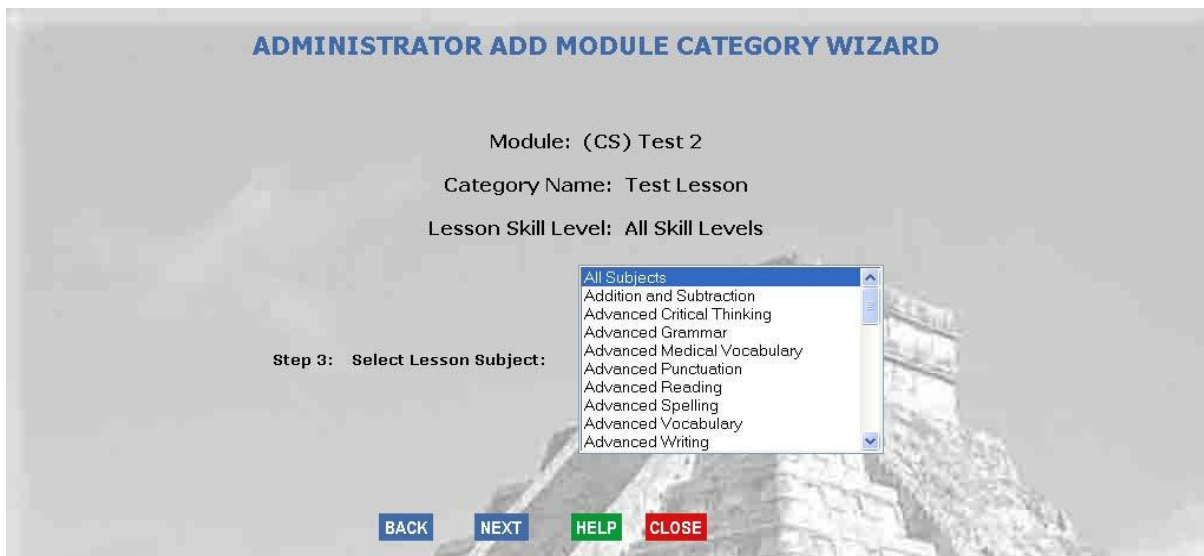 ADMINISTRATOR ADD MODULE CATEGORY WIZARD
Module: (CS) Test 2
Category Name: Test Lesson
Lesson Skill Level: All Skill Levels
Step 3: Select Lesson Subject:
All Subjects
Addition and Subtraction
Advanced Critical Thinking
Advanced Grammar
Advanced Medical Vocabulary
Advanced Punctuation
Advanced Reading
Advanced Spelling
Advanced Vocabulary
Advanced Writing
BACK NEXT HELP CLOSE